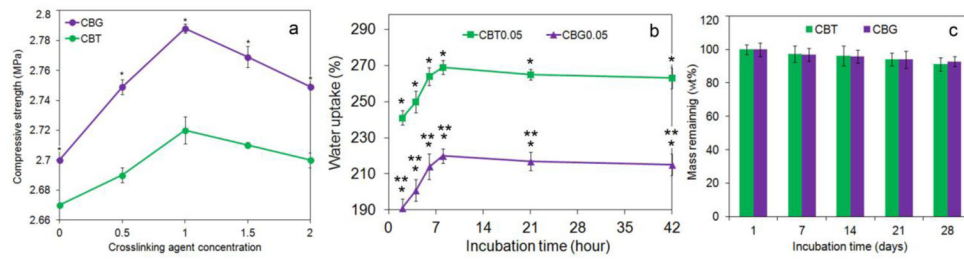 a
CBG
CBT
Compressive strength (MPa)
2.8
2.78
2.76
2.74
2.72
2.7
2.68
2.66
* * * * *
0 0.5 1 1.5 2
Crosslinking agent concentration
b
CBT0.05 CBG0.05
Water uptake (%)
290
270
250
230
210
190
* * * * * *
** ** ** ** ** **
* * * * * *
0 7 14 21 28 35 42
Incubation time (hour)
c
CBT CBG
Mass remainnig (wt%)
120
100
80
60
40
20
0
1 7 14 21 28
Incubation time (days)